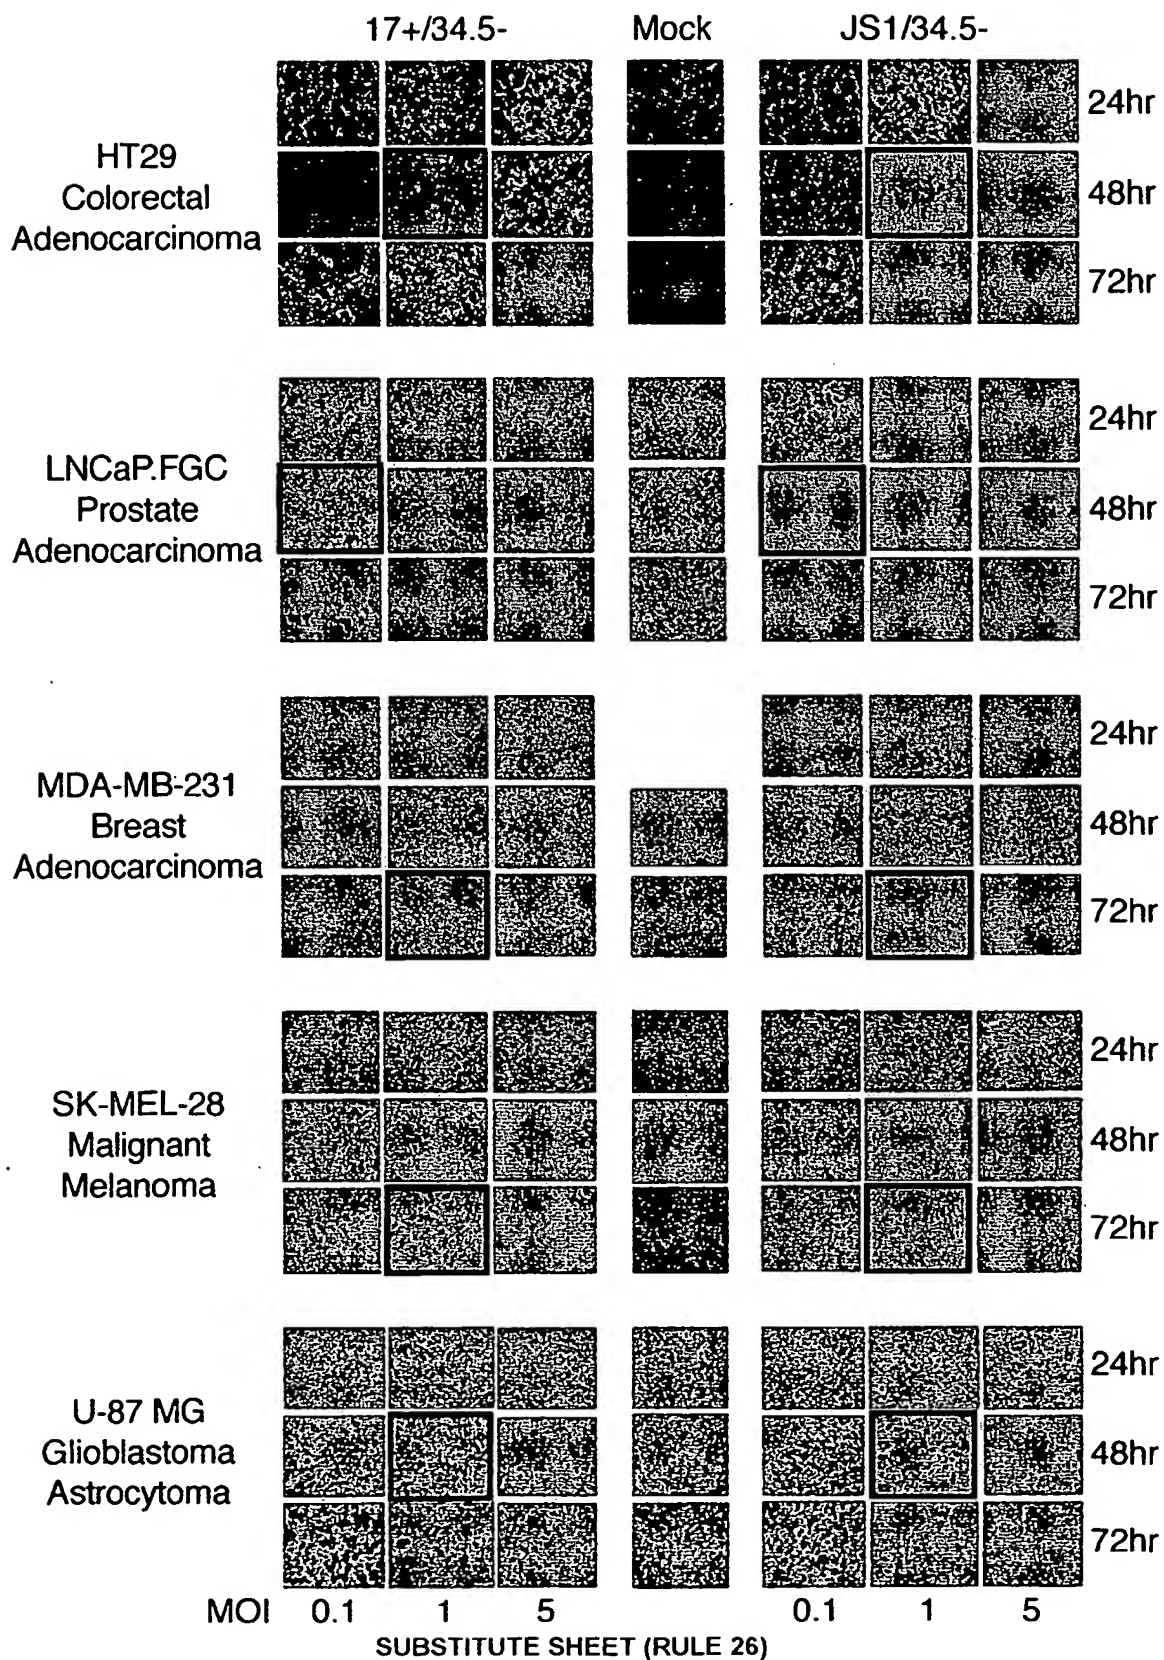 17+/34.5-
Mock
JS1/34.5-
HT29
Colorectal
Adenocarcinoma
24hr
48hr
72hr
LNCaP.FGC
Prostate
Adenocarcinoma
24hr
48hr
72hr
MDA-MB-231
Breast
Adenocarcinoma
24hr
48hr
72hr
SK-MEL-28
Malignant
Melanoma
24hr
48hr
72hr
U-87 MG
Glioblastoma
Astrocytoma
24hr
48hr
72hr
MOI 0.1 1 5 0.1 1 5
SUBSTITUTE SHEET (RULE 26)